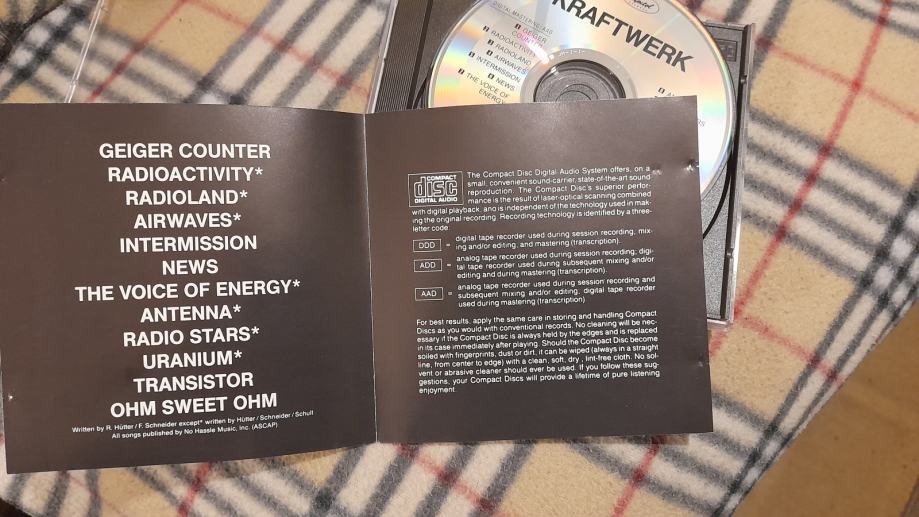 KRAFTWERK
DIGITAL MASTERING/AAD
GEIGER
COUNTER
RADIOACTIVITY
RADIOLAND
AIRWAVES
INTERMISSION
NEWS
THE VOICE OF
ENERGY
GEIGER COUNTER
RADIOACTIVITY*
RADIOLAND*
AIRWAVES*
INTERMISSION
NEWS
THE VOICE OF ENERGY*
ANTENNA*
RADIO STARS*
URANIUM*
TRANSISTOR
OHM SWEET OHM
Written by R. Hütter / F. Schneider except* written by Hütter / Schneider / Schult
All songs published by No Hassle Music, Inc. (ASCAP)
COMPACT
disc
DIGITAL AUDIO
The Compact Disc Digital Audio System offers, on a
small, convenient sound-carrier, state-of-the-art sound
reproduction. The Compact Disc's superior perfor-
mance is the result of laser-optical scanning combined
with digital playback, and is independent of the technology used in mak-
ing the original recording. Recording technology is identified by a three-
letter code:
DDD = digital tape recorder used during session recording, mix-
ing and/or editing, and mastering (transcription).
ADD = analog tape recorder used during session recording; digi-
tal tape recorder used during subsequent mixing and/or
editing and during mastering (transcription).
AAD = analog tape recorder used during session recording and
subsequent mixing and/or editing; digital tape recorder
used during mastering (transcription)
For best results, apply the same care in storing and handling Compact
Discs as you would with conventional records. No cleaning will be nec-
essary if the Compact Disc is always held by the edges and is replaced
in its case immediately after playing. Should the Compact Disc become
soiled with fingerprints, dust or dirt, it can be wiped (always in a straight
line, from center to edge) with a clean, soft, dry, lint-free cloth. No sol-
vent or abrasive cleaner should ever be used. If you follow these sug-
gestions, your Compact Discs will provide a lifetime of pure listening
enjoyment.